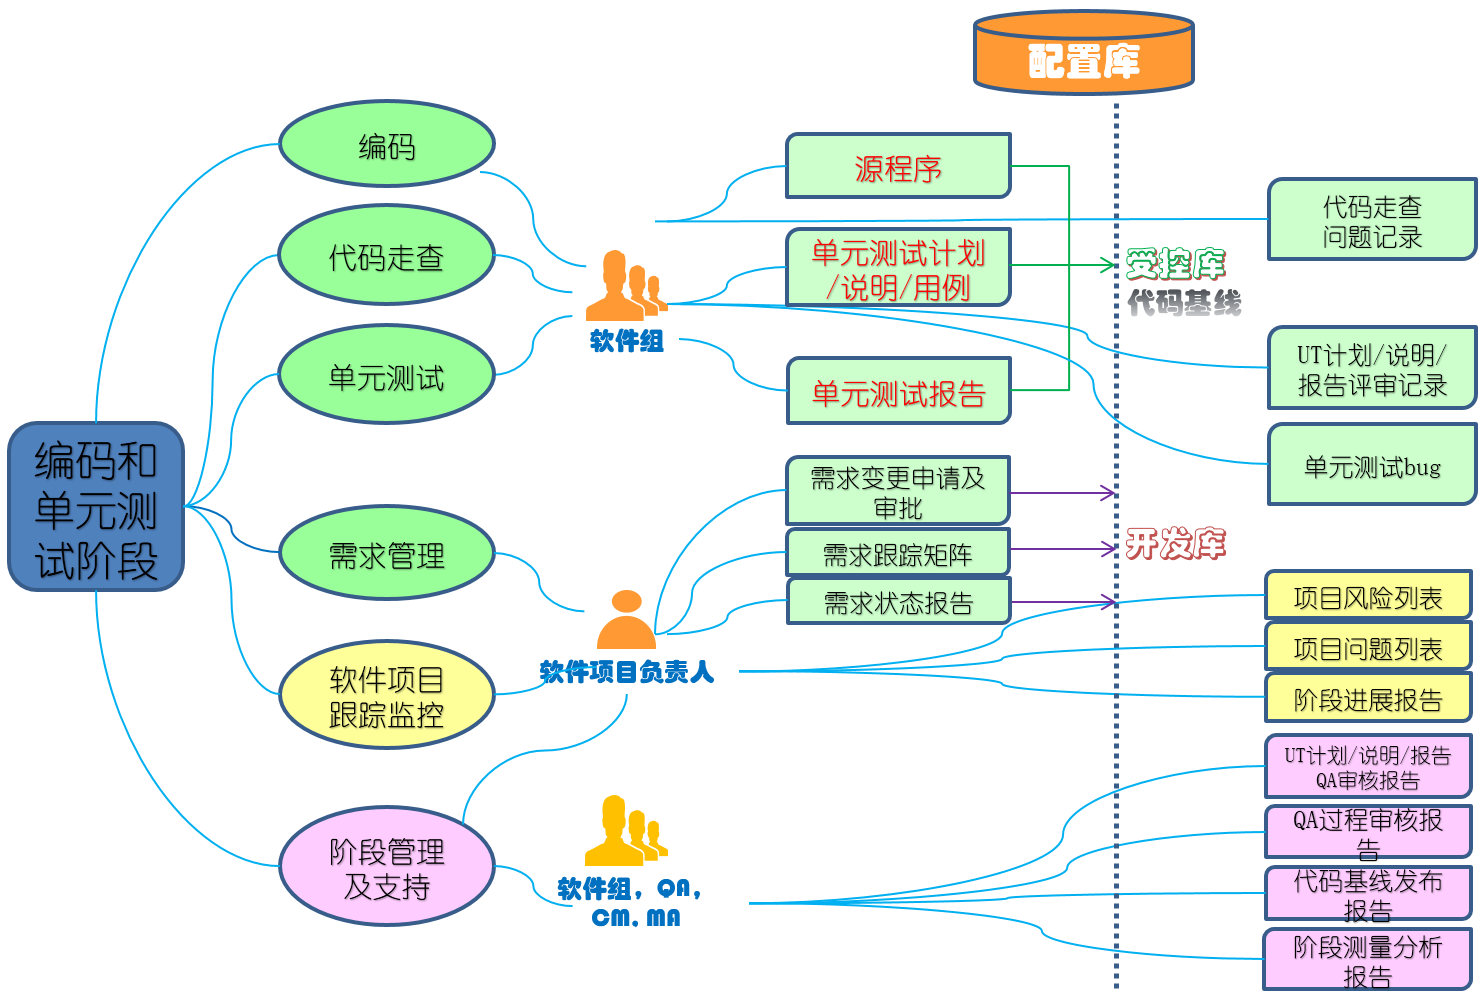 配置库
编码
代码走查
单元测试
编码和
单元测
试阶段
需求管理
软件项目
跟踪监控
阶段管理
及支持
软件组
软件项目负责人
软件组，QA，
CM，MA
源程序
单元测试计划
/说明/用例
单元测试报告
需求变更申请及
审批
需求跟踪矩阵
需求状态报告
受控库
代码基线
开发库
代码走查
问题记录
UT计划/说明/
报告评审记录
单元测试bug
项目风险列表
项目问题列表
阶段进展报告
UT计划/说明/报告
QA审核报告
QA过程审核报
告
代码基线发布
报告
阶段测量分析
报告